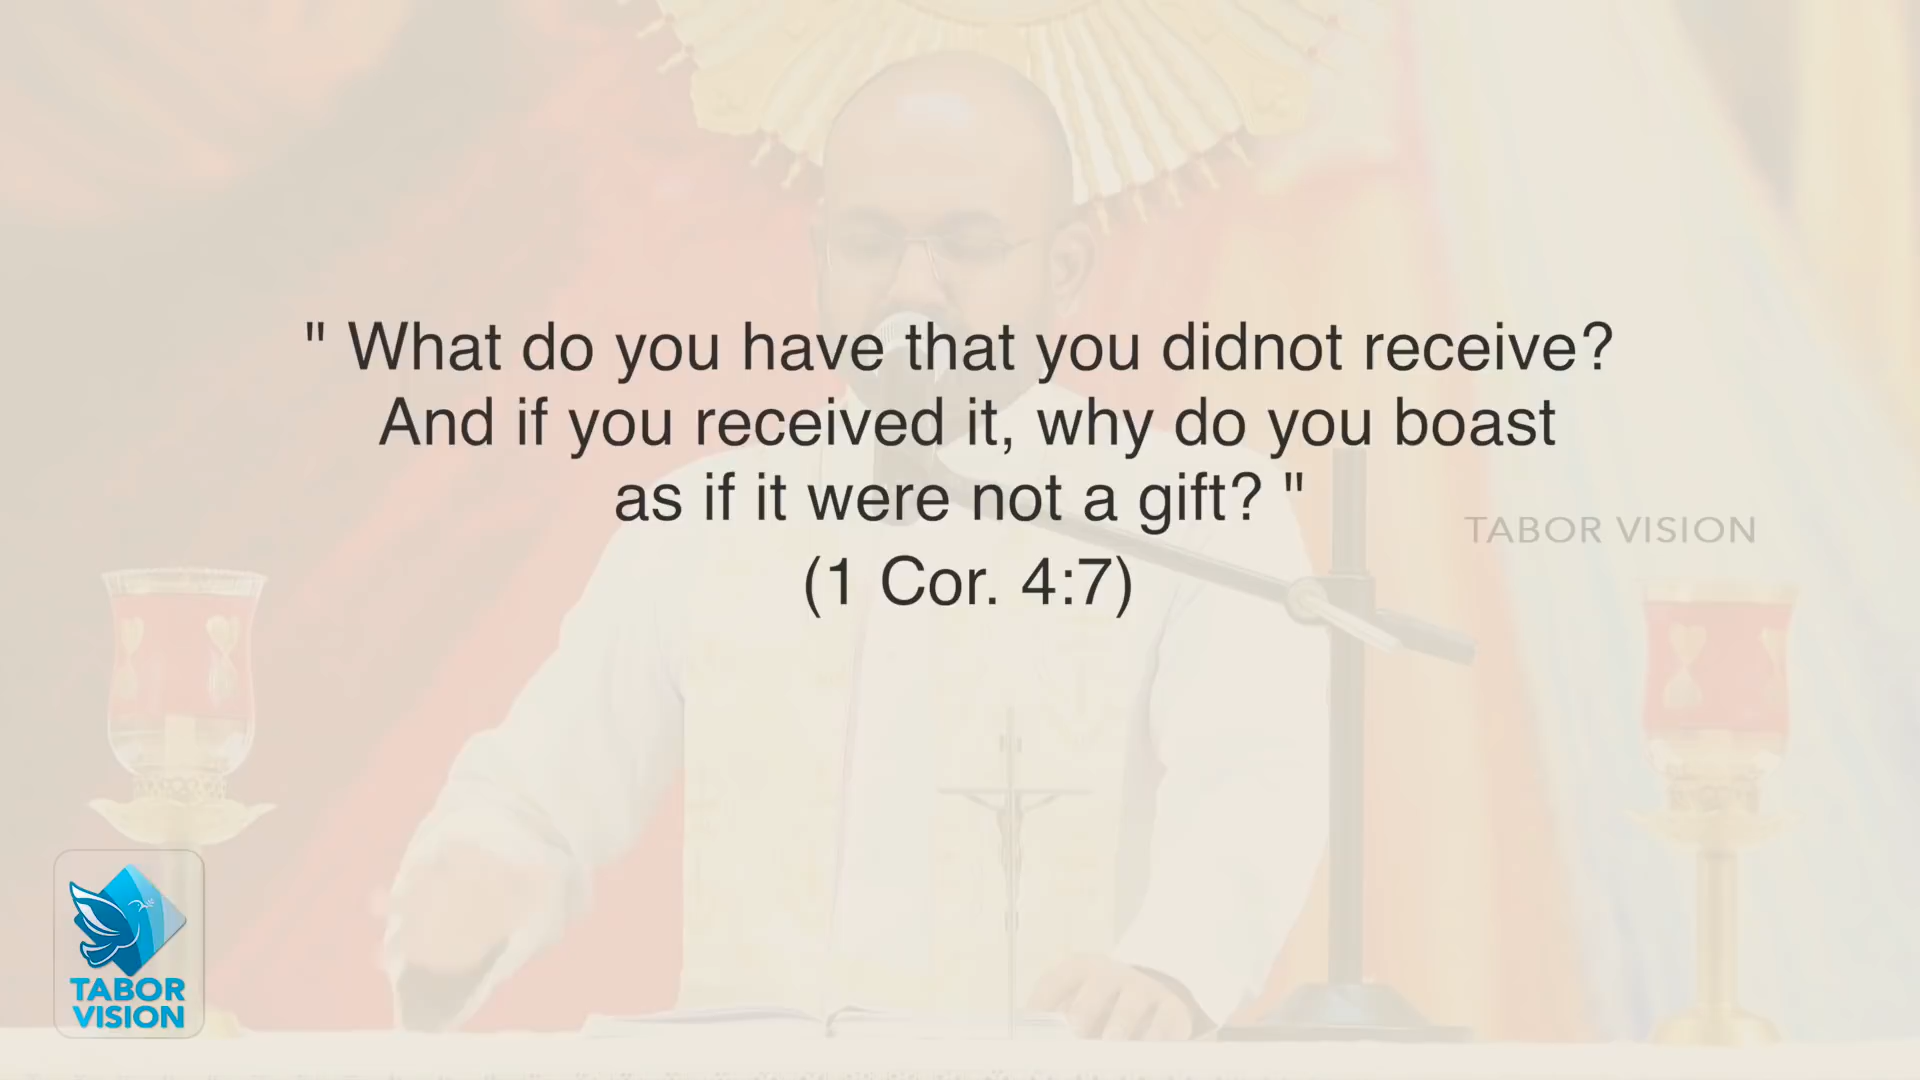 " What do you have that you didnot receive?
And if you received it, why do you boast
as if it were not a gift? "
(1 Cor. 4:7)
TABOR VISION
TABOR
VISION